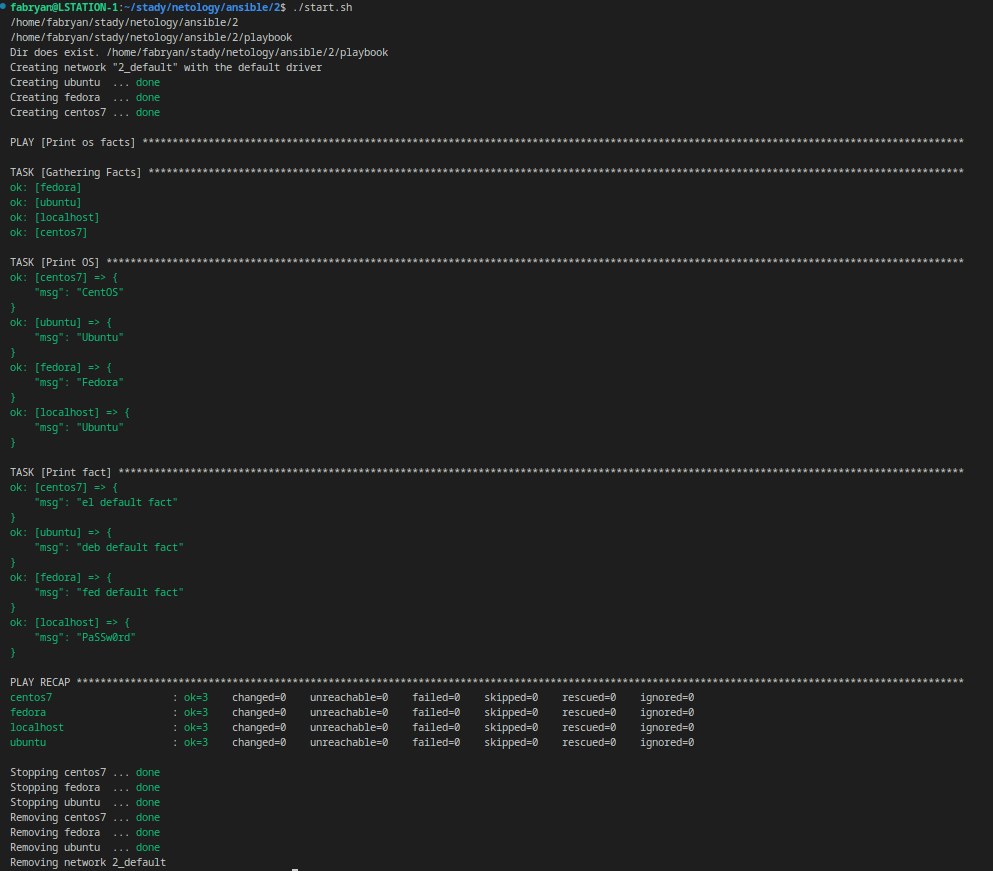 fabryan@LSTATION-1:~/stady/netology/ansible/2$ ./start.sh
/home/fabryan/stady/netology/ansible/2
/home/fabryan/stady/netology/ansible/2/playbook
Dir does exist. /home/fabryan/stady/netology/ansible/2/playbook
Creating network "2_default" with the default driver
Creating ubuntu  ... done
Creating fedora  ... done
Creating centos7 ... done

PLAY [Print os facts] *****************************************************************************************************************************************

TASK [Gathering Facts] ****************************************************************************************************************************************
ok: [fedora]
ok: [ubuntu]
ok: [localhost]
ok: [centos7]

TASK [Print OS] ***********************************************************************************************************************************************
ok: [centos7] => {
    "msg": "CentOS"
}
ok: [ubuntu] => {
    "msg": "Ubuntu"
}
ok: [fedora] => {
    "msg": "Fedora"
}
ok: [localhost] => {
    "msg": "Ubuntu"
}

TASK [Print fact] *********************************************************************************************************************************************
ok: [centos7] => {
    "msg": "el default fact"
}
ok: [ubuntu] => {
    "msg": "deb default fact"
}
ok: [fedora] => {
    "msg": "fed default fact"
}
ok: [localhost] => {
    "msg": "PaSSw0rd"
}

PLAY RECAP ****************************************************************************************************************************************************
centos7                    : ok=3    changed=0    unreachable=0    failed=0    skipped=0    rescued=0    ignored=0
fedora                     : ok=3    changed=0    unreachable=0    failed=0    skipped=0    rescued=0    ignored=0
localhost                  : ok=3    changed=0    unreachable=0    failed=0    skipped=0    rescued=0    ignored=0
ubuntu                     : ok=3    changed=0    unreachable=0    failed=0    skipped=0    rescued=0    ignored=0

Stopping centos7 ... done
Stopping fedora  ... done
Stopping ubuntu  ... done
Removing centos7 ... done
Removing fedora  ... done
Removing ubuntu  ... done
Removing network 2_default